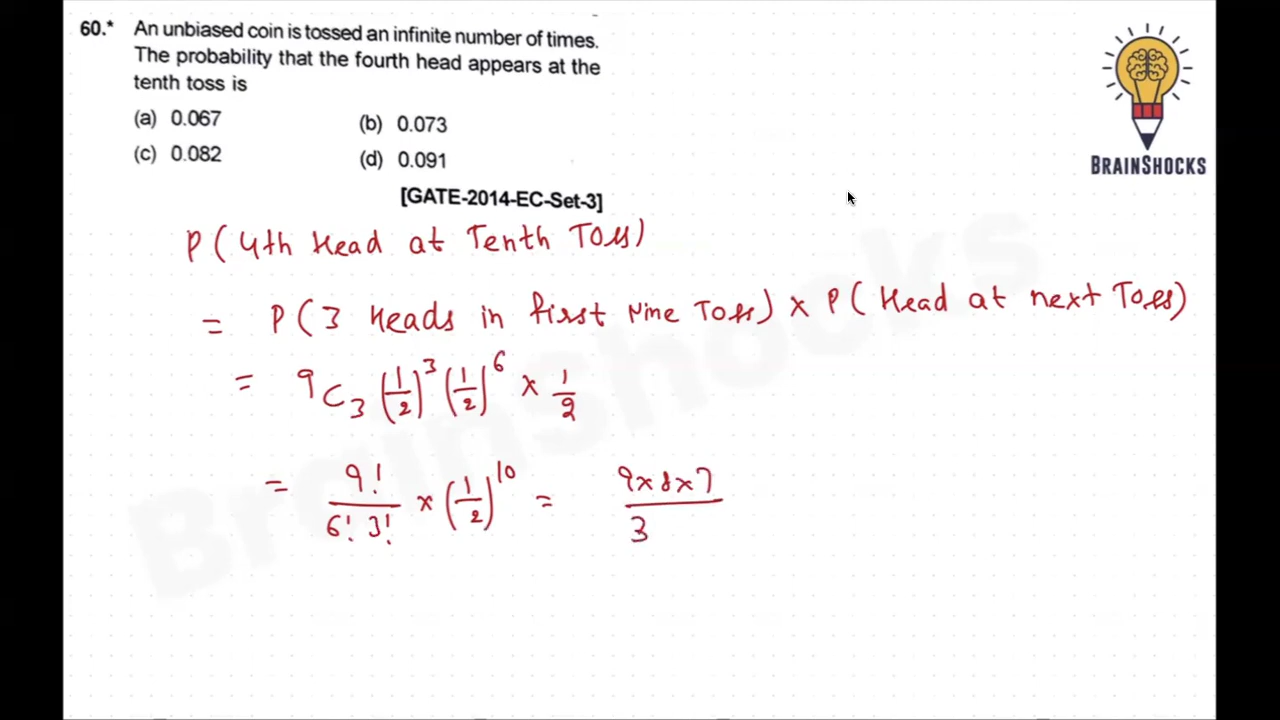 60.* An unbiased coin is tossed an infinite number of times.
The probability that the fourth head appears at the
tenth toss is
(a) 0.067 (b) 0.073
(c) 0.082 (d) 0.091
[GATE-2014-EC-Set-3]
BRAINSHOCKS
P(4th Head at Tenth Toss)
= P(3 Heads in first Nine Toss) × P(Head at next Toss)
= 9C3 (1/2)^3 (1/2)^6 × 1/2
= 9!/(6! 3!) × (1/2)^10 = 9×8×7/3
Brainshocks